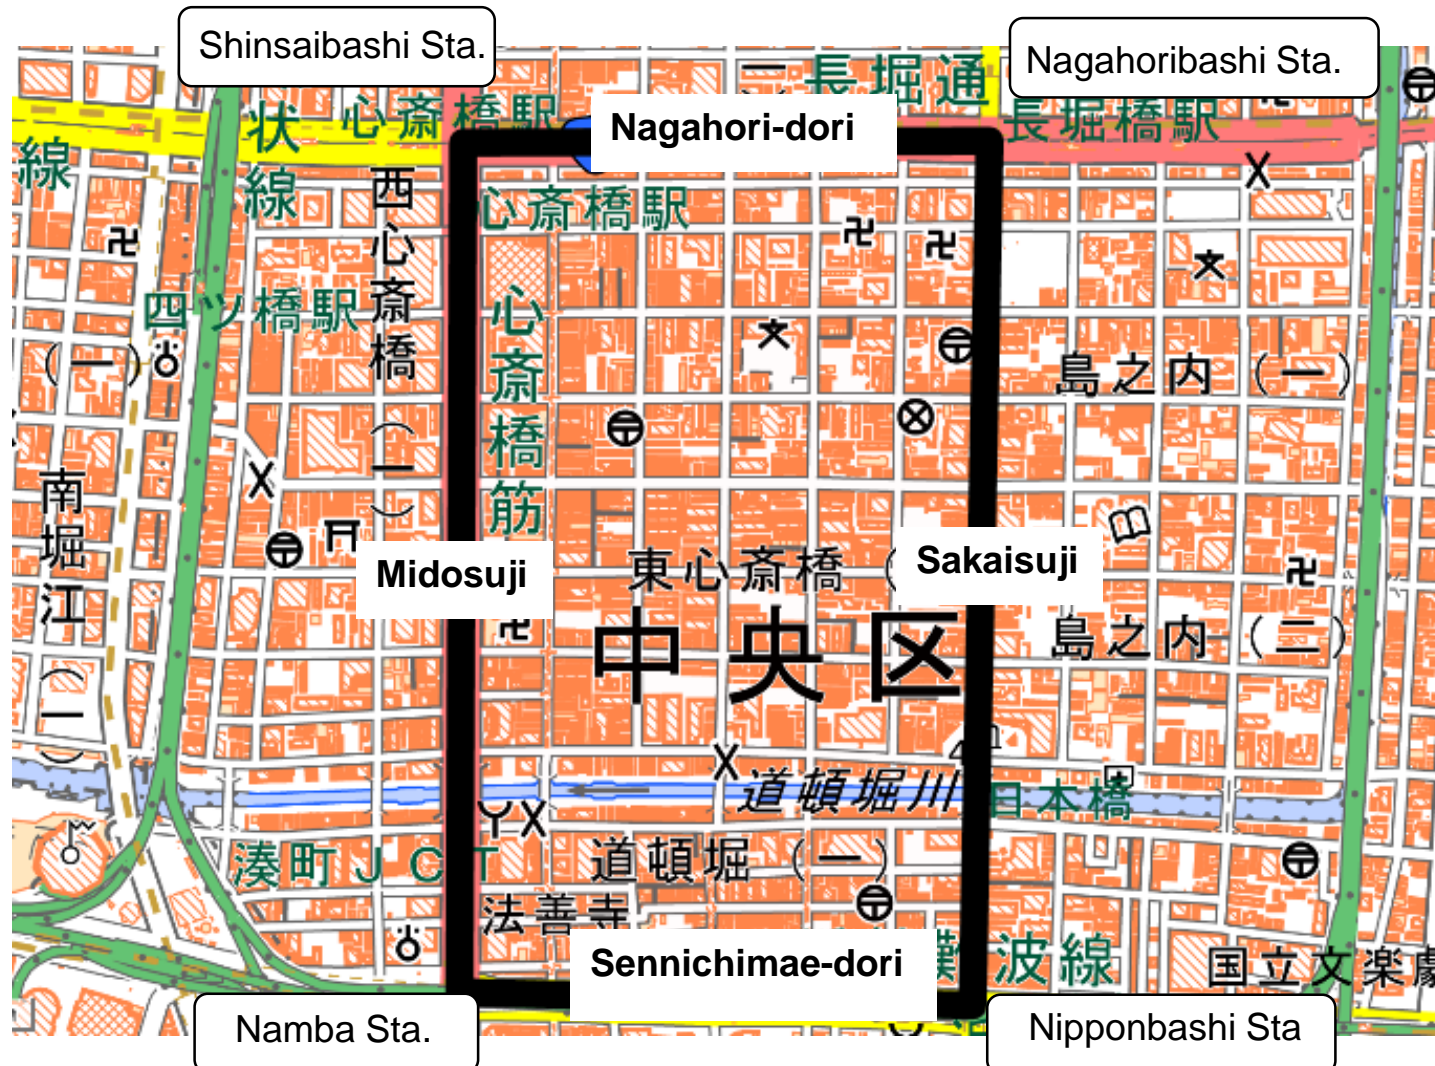 Shinsaibashi Sta.
Nagahoribashi Sta.
長堀通
心斎橋駅
Nagahori-dori
長堀橋駅
状線
線
西心斎橋(一)
心斎橋駅
四ツ橋駅
(一)
心斎橋筋
島之内(一)
南堀江(一)
Midosuji
東心斎橋(
Sakaisuji
中央区
島之内(二)
道頓堀川
日本橋
湊町JCT
道頓堀(一)
法善寺
Sennichimae-dori
波線
国立文楽劇
Namba Sta.
Nipponbashi Sta